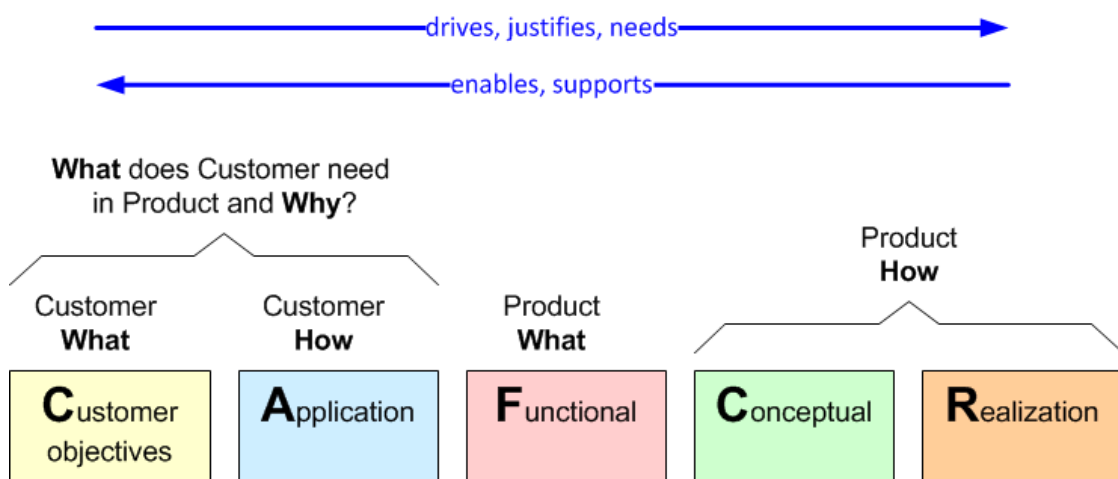 drives, justifies, needs
enables, supports
What does Customer need
in Product and Why?
Product
How
Customer
What
Customer
How
Product
What
Customer
objectives
Application
Functional
Conceptual
Realization